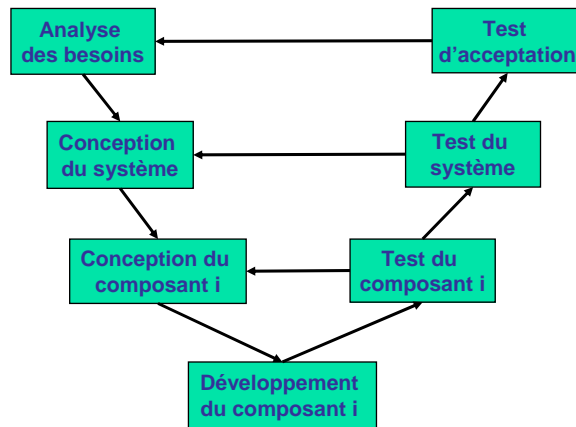 Analyse
des besoins
Test
d'acceptation
Conception
du système
Test du
système
Conception du
composant i
Test du
composant i
Développement
du composant i